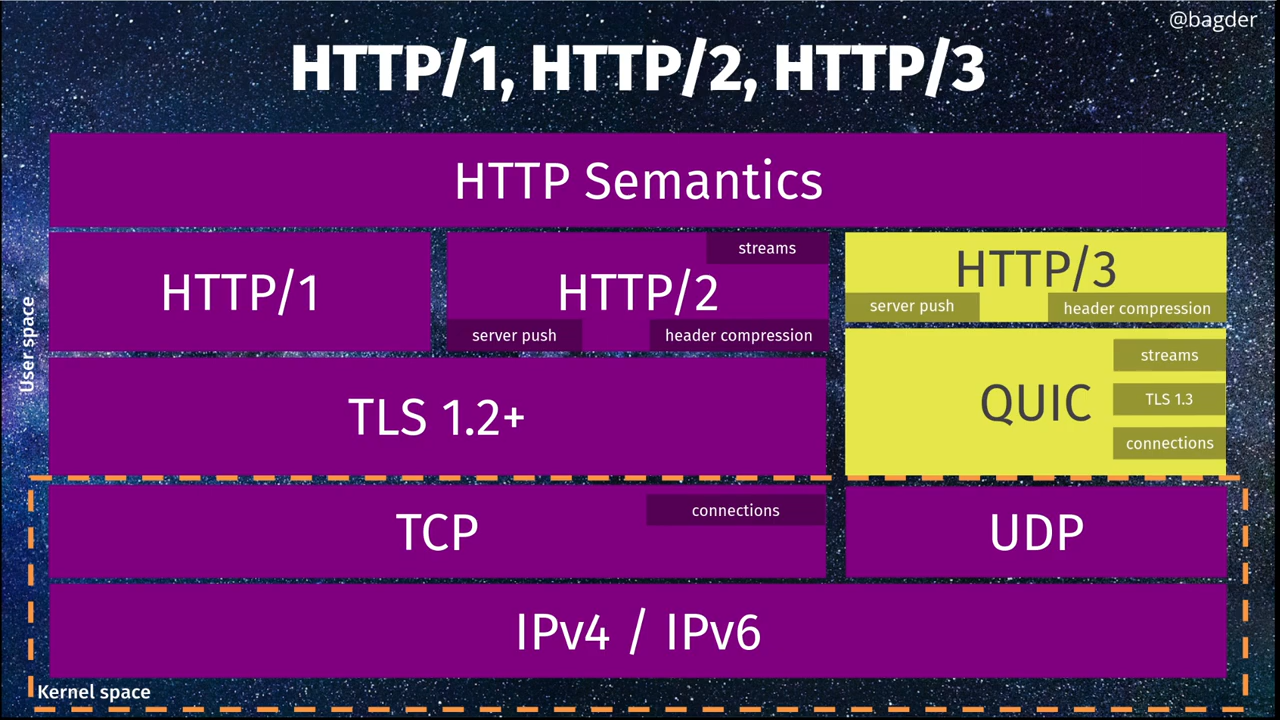 @bagder
HTTP/1, HTTP/2, HTTP/3
HTTP Semantics
HTTP/1
streams
HTTP/2
server push
header compression
HTTP/3
server push
header compression
User space
TLS 1.2+
QUIC
streams
TLS 1.3
connections
TCP
connections
UDP
IPv4 / IPv6
Kernel space